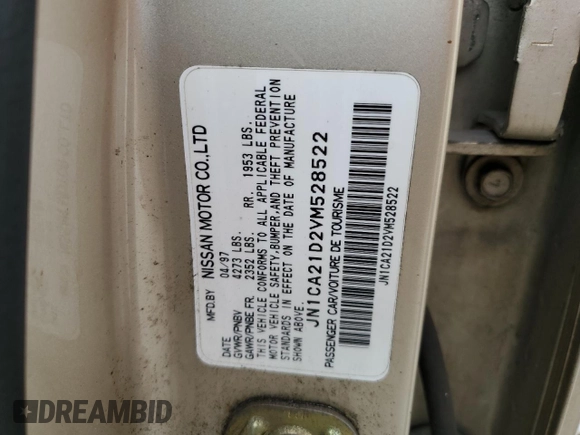 MFD.BY NISSAN MOTOR CO.,LTD
DATE 04/97
GVWR/PNBV 4273 LBS.
GAWR/PNBE FR. 2352 LBS. RR. 1953 LBS.
THIS VEHICLE CONFORMS TO ALL APPLICABLE FEDERAL
MOTOR VEHICLE SAFETY,BUMPER,AND THEFT PREVENTION
STANDARDS IN EFFECT ON THE DATE OF MANUFACTURE
SHOWN ABOVE.
JN1CA21D2VM528522
PASSENGER CAR/VOITURE DE TOURISME
JN1CA21D2VM528522
DREAMBID